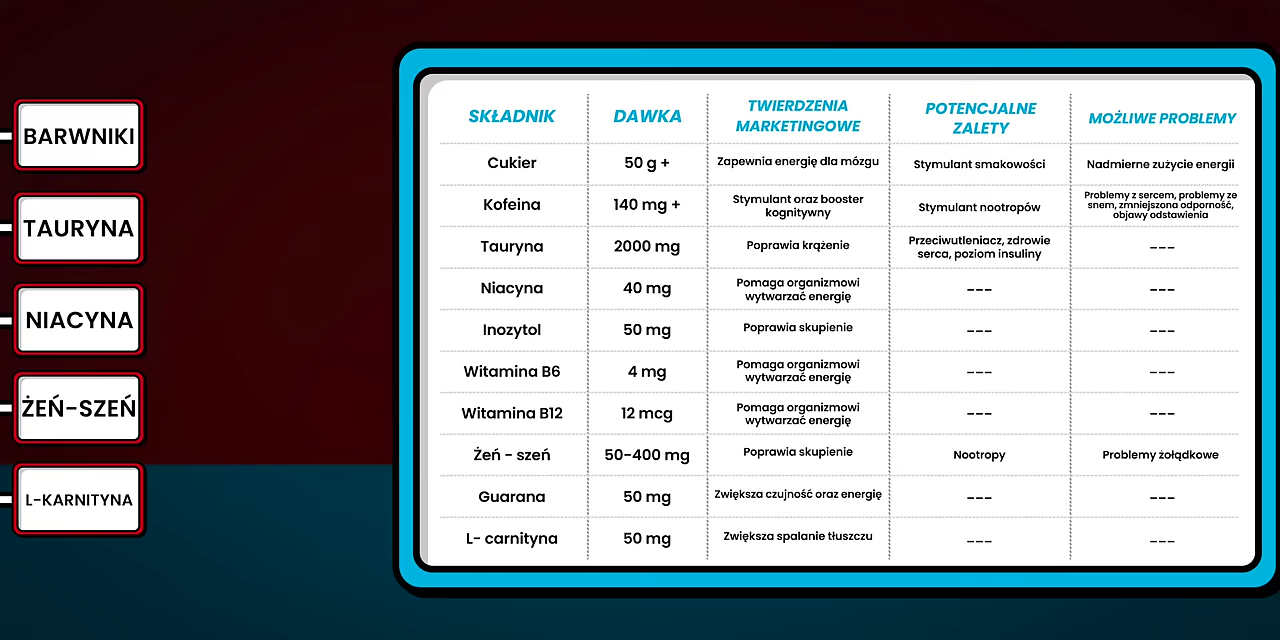 BARWNIKI
TAURYNA
NIACYNA
ŻEŃ-SZEŃ
L-KARNITYNA
SKŁADNIK
DAWKA
TWIERDZENIA
MARKETINGOWE
POTENCJALNE
ZALETY
MOŻLIWE PROBLEMY
Cukier
50 g +
Zapewnia energię dla mózgu
Stymulant smakowości
Nadmierne zużycie energii
Kofeina
140 mg +
Stymulant oraz booster
kognitywny
Stymulant nootropów
Problemy z sercem, problemy ze
snem, zmniejszona odporność,
objawy odstawienia
Tauryna
2000 mg
Poprawia krążenie
Przeciwutleniacz, zdrowie
serca, poziom insuliny
---
Niacyna
40 mg
Pomaga organizmowi
wytwarzać energię
---
---
Inozytol
50 mg
Poprawia skupienie
---
---
Witamina B6
4 mg
Pomaga organizmowi
wytwarzać energię
---
---
Witamina B12
12 mcg
Pomaga organizmowi
wytwarzać energię
---
---
Żeń - szeń
50-400 mg
Poprawia skupienie
Nootropy
Problemy żołądkowe
Guarana
50 mg
Zwiększa czujność oraz energię
---
---
L- carnityna
50 mg
Zwiększa spalanie tłuszczu
---
---